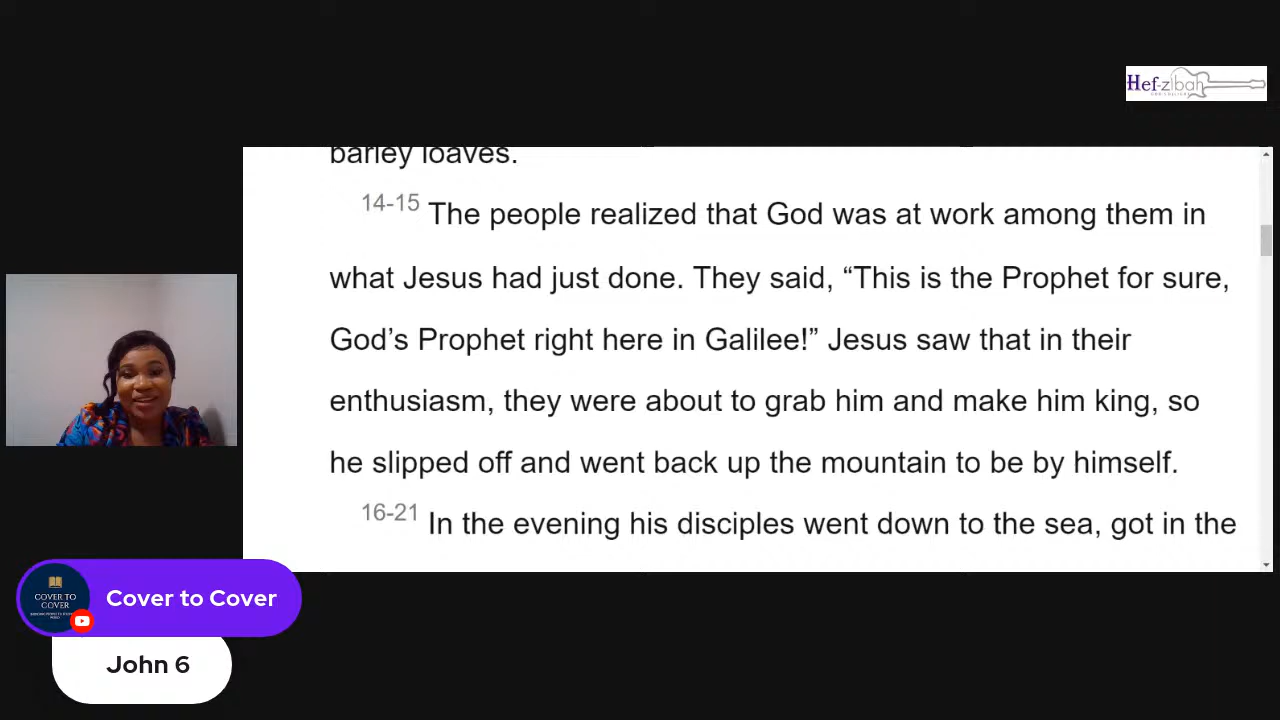 Hef-zibah
barley loaves.
14-15 The people realized that God was at work among them in
what Jesus had just done. They said, “This is the Prophet for sure,
God’s Prophet right here in Galilee!” Jesus saw that in their
enthusiasm, they were about to grab him and make him king, so
he slipped off and went back up the mountain to be by himself.
16-21 In the evening his disciples went down to the sea, got in the
COVER TO
COVER
Cover to Cover
John 6